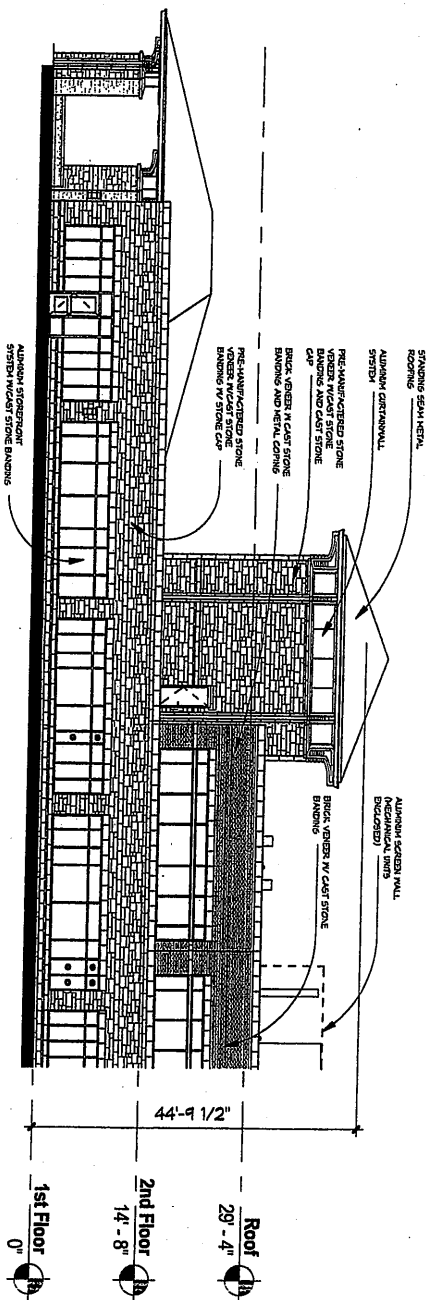 STANDING SEAM METAL
ROOFING
ALUMINUM CURTAINWALL
SYSTEM
PRE-MANUFACTERED STONE
VENEER W/CAST STONE
BANDING AND CAST STONE
CAP
BRICK VENEER W CAST STONE
BANDING AND METAL COPING
PRE-MANUFACTERED STONE
VENEER W/CAST STONE
BANDING W/ STONE CAP
ALUMINUM STOREFRONT
SYSTEM W/CAST STONE BANDING
ALUMINUM SCREEN WALL
(MECHANICAL UNITS
ENCLOSED)
BRICK VENEER W/ CAST STONE
BANDING
44'-9 1/2"
Roof
29' - 4"
2nd Floor
14' - 8"
1st Floor
0"